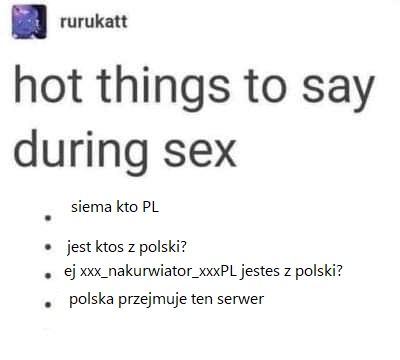 rurukatt
hot things to say
during sex
• siema kto PL
• jest ktos z polski?
• ej xxx_nakurwiator_xxxPL jestes z polski?
• polska przejmuje ten serwer